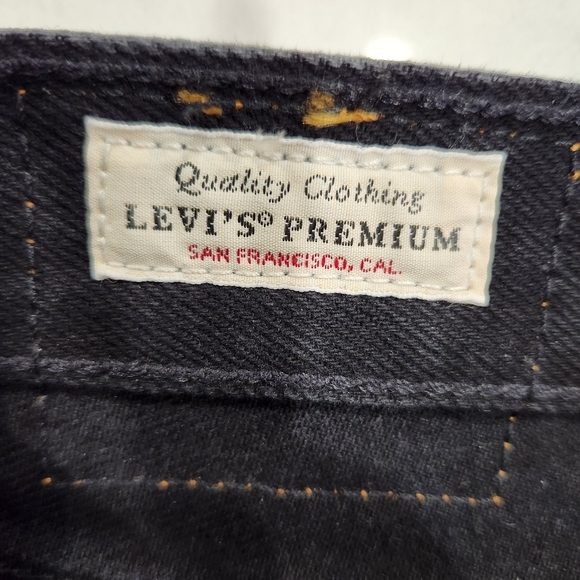 Quality Clothing
LEVI'S® PREMIUM
SAN FRANCISCO, CAL.